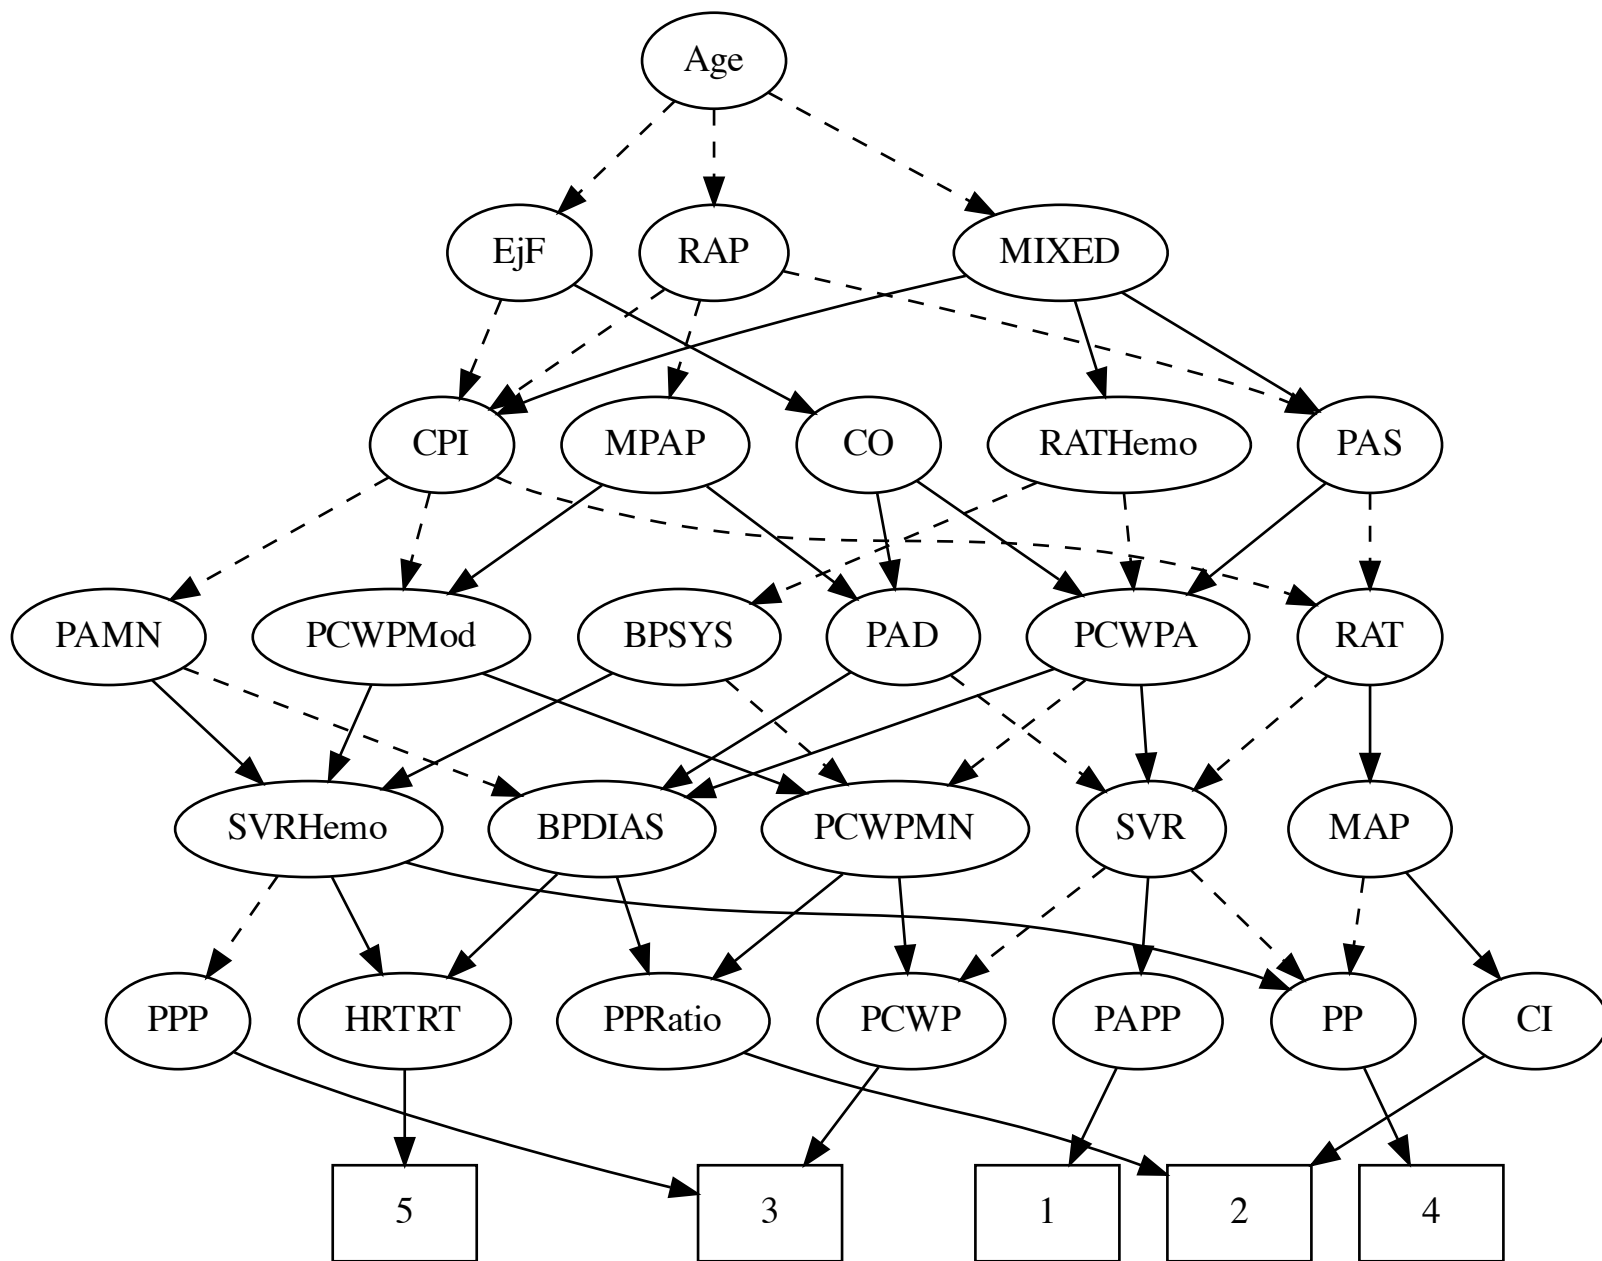 Age
EjF
RAP
MIXED
CPI
MPAP
CO
RATHemo
PAS
PAMN
PCWPMod
BPSYS
PAD
PCWPA
RAT
SVRHemo
BPDIAS
PCWPMN
SVR
MAP
PPP
HRTRT
PPRatio
PCWP
PAPP
PP
CI
5
3
1
2
4